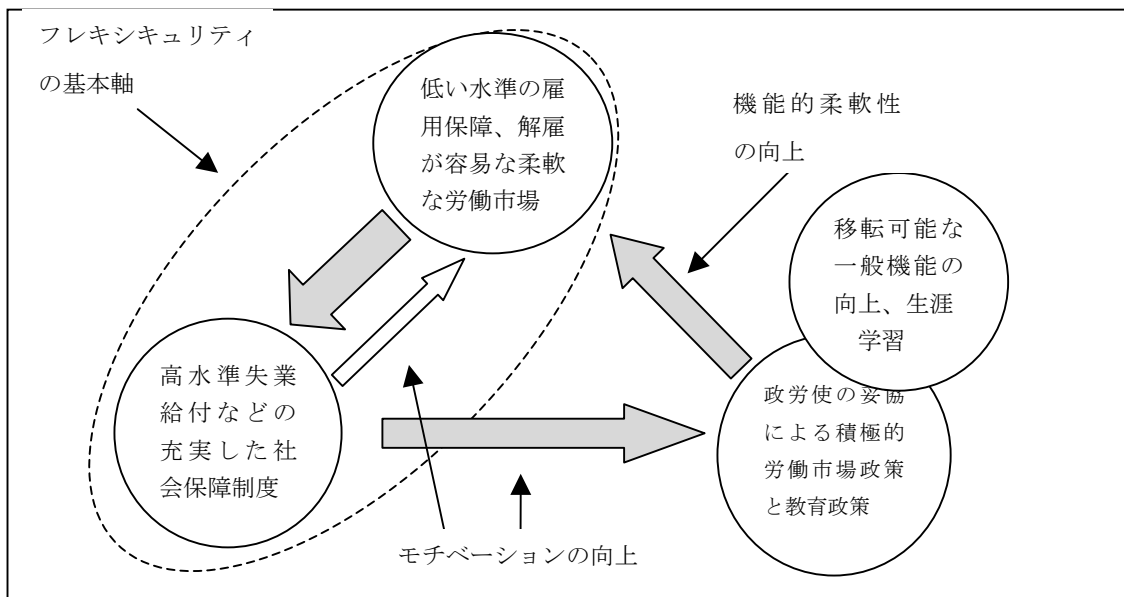 フレキシキュリティ
の基本軸
低い水準の雇
用保障、解雇
が容易な柔軟
な労働市場
機能的柔軟性
の向上
移転可能な
一般機能の
向上、生涯
学習
高水準失業
給付などの
充実した社
会保障制度
政労使の妥協
による積極的
労働市場政策
と教育政策
モチベーションの向上